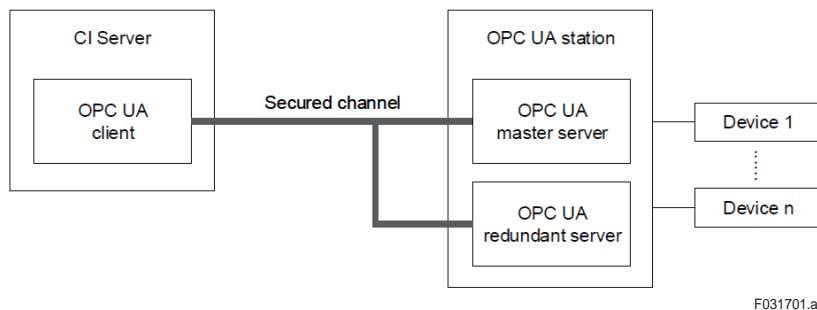 CI Server
OPC UA station
OPC UA
client
Secured channel
OPC UA
master server
Device 1
OPC UA
redundant server
Device n
F031701.a